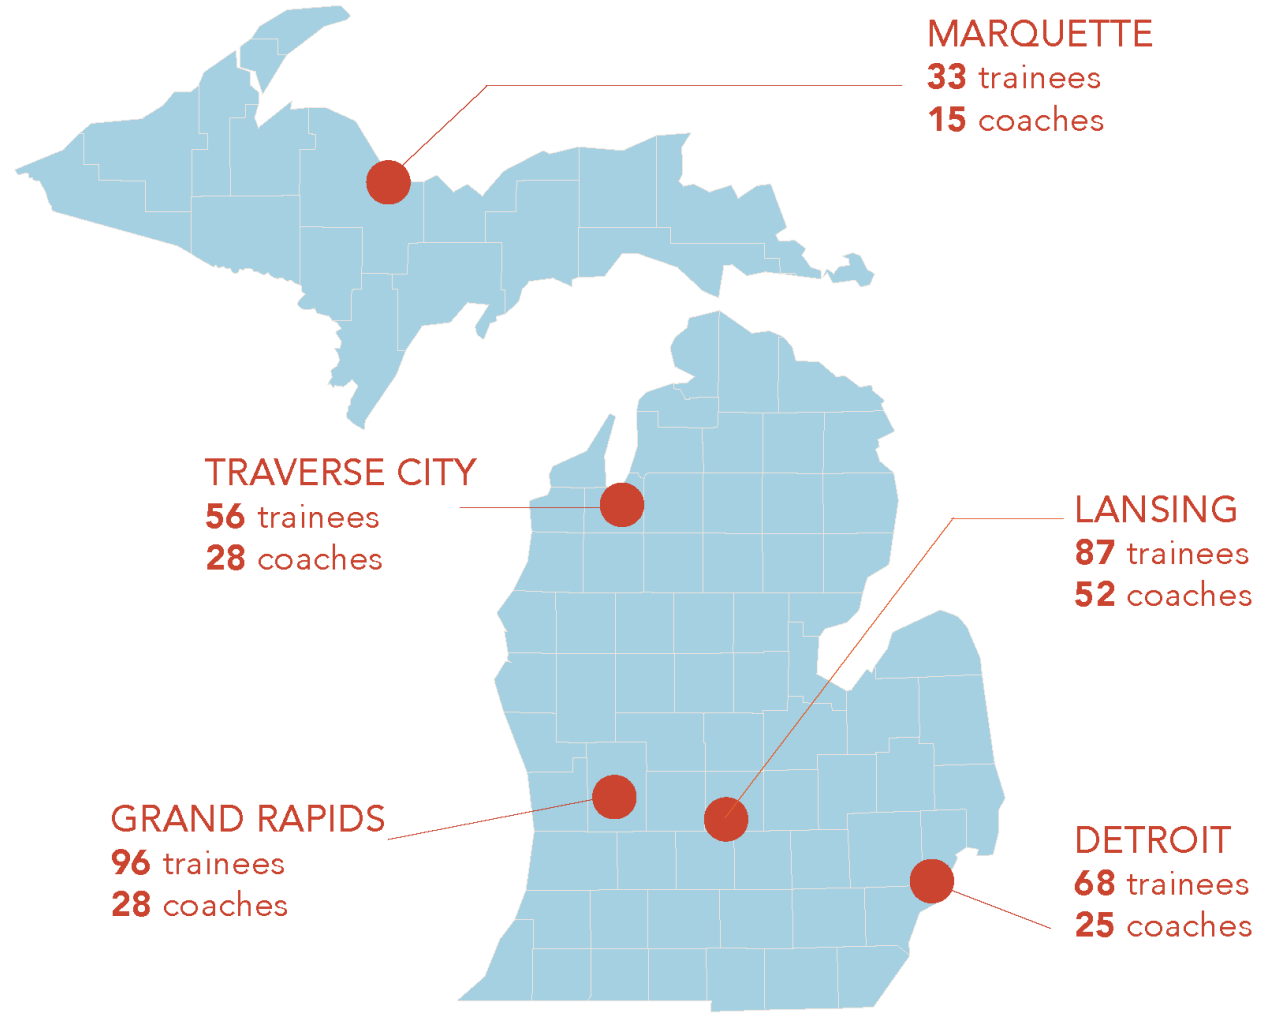 MARQUETTE
33 trainees
15 coaches
TRAVERSE CITY
56 trainees
28 coaches
LANSING
87 trainees
52 coaches
GRAND RAPIDS
96 trainees
28 coaches
DETROIT
68 trainees
25 coaches